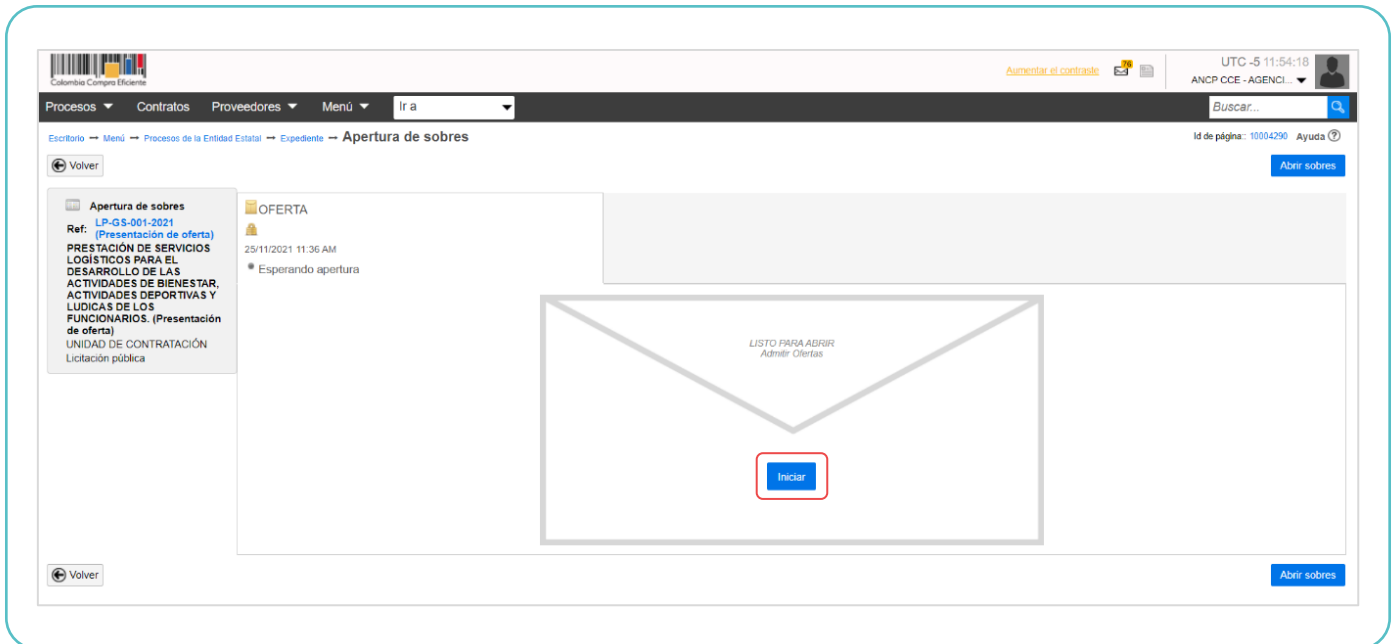 Colombia Compra Eficiente
Aumentar el contraste
76
UTC -5 11:54:18
ANCP CCE - AGENCI...
Procesos Contratos Proveedores Menú Ir a Buscar...
Escritorio → Menú → Procesos de la Entidad Estatal → Expediente → Apertura de sobres
Id de página:: 10004290 Ayuda ?
Volver
Abrir sobres
Apertura de sobres
Ref: LP-GS-001-2021
(Presentación de oferta)
PRESTACIÓN DE SERVICIOS
LOGÍSTICOS PARA EL
DESARROLLO DE LAS
ACTIVIDADES DE BIENESTAR,
ACTIVIDADES DEPORTIVAS Y
LUDICAS DE LOS
FUNCIONARIOS. (Presentación
de oferta)
UNIDAD DE CONTRATACIÓN
Licitación pública
OFERTA
25/11/2021 11:36 AM
Esperando apertura
LISTO PARA ABRIR
Admitir Ofertas
Iniciar
Volver
Abrir sobres